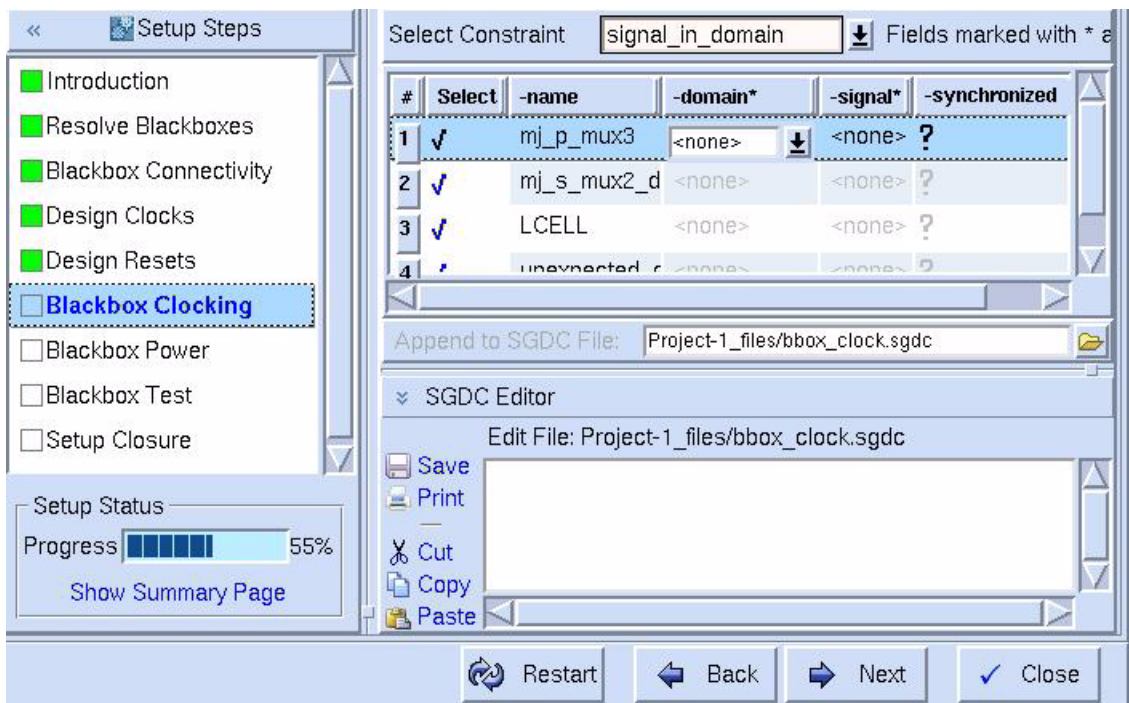 Setup Steps
Introduction
Resolve Blackboxes
Blackbox Connectivity
Design Clocks
Design Resets
Blackbox Clocking
Blackbox Power
Blackbox Test
Setup Closure
Setup Status
Progress 55%
Show Summary Page
Select Constraint signal_in_domain Fields marked with * a
# Select -name -domain* -signal* -synchronized
1 mj_p_mux3 <none> <none> ?
2 mj_s_mux2_d <none> <none> ?
3 LCELL <none> <none> ?
4 <none> <none> ?
Append to SGDC File: Project-1_files/bbox_clock.sgdc
SGDC Editor
Edit File: Project-1_files/bbox_clock.sgdc
Save
Print
Cut
Copy
Paste
Restart Back Next Close